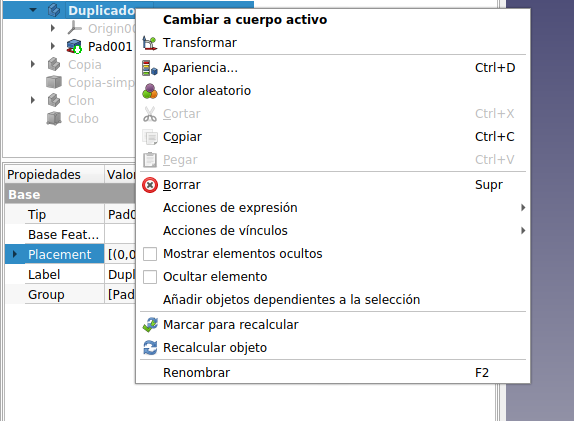 Duplicado
Cambiar a cuerpo activo
Origin00
Transformar
Pad001
Copia
Apariencia... Ctrl+D
Copia-simp
Color aleatorio
Clon
Cortar Ctrl+X
Cubo
Copiar Ctrl+C
Pegar Ctrl+V
Propiedades Valor
Borrar Supr
Base
Acciones de expresión
Tip Pad0
Acciones de vínculos
Base Feat...
Mostrar elementos ocultos
Placement [(0,0
Ocultar elemento
Label Dupl
Group [Pad
Añadir objetos dependientes a la selección
Marcar para recalcular
Recalcular objeto
Renombrar F2